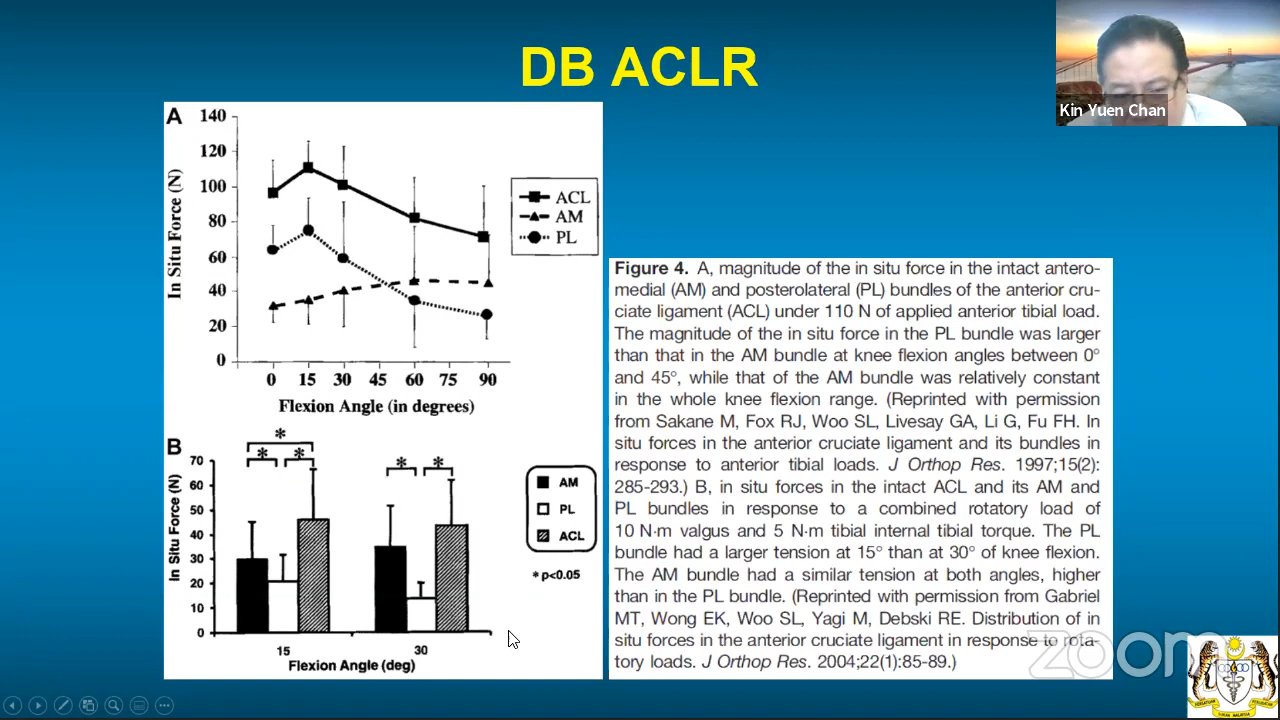 DB ACLR
Kin Yuen Chan
A
140
120
100
80
60
40
20
0
In Situ Force (N)
0 15 30 45 60 75 90
Flexion Angle (in degrees)
ACL
AM
PL
B
70
60
50
40
30
20
10
0
In Situ Force (N)
* * *
* *
15 30
Flexion Angle (deg)
AM
PL
ACL
* p<0.05
Figure 4. A, magnitude of the in situ force in the intact antero-
medial (AM) and posterolateral (PL) bundles of the anterior cru-
ciate ligament (ACL) under 110 N of applied anterior tibial load.
The magnitude of the in situ force in the PL bundle was larger
than that in the AM bundle at knee flexion angles between 0°
and 45°, while that of the AM bundle was relatively constant
in the whole knee flexion range. (Reprinted with permission
from Sakane M, Fox RJ, Woo SL, Livesay GA, Li G, Fu FH. In
situ forces in the anterior cruciate ligament and its bundles in
response to anterior tibial loads. J Orthop Res. 1997;15(2):
285-293.) B, in situ forces in the intact ACL and its AM and
PL bundles in response to a combined rotatory load of
10 N·m valgus and 5 N·m tibial internal tibial torque. The PL
bundle had a larger tension at 15° than at 30° of knee flexion.
The AM bundle had a similar tension at both angles, higher
than in the PL bundle. (Reprinted with permission from Gabriel
MT, Wong EK, Woo SL, Yagi M, Debski RE. Distribution of in
situ forces in the anterior cruciate ligament in response to rota-
tory loads. J Orthop Res. 2004;22(1):85-89.)
zoom